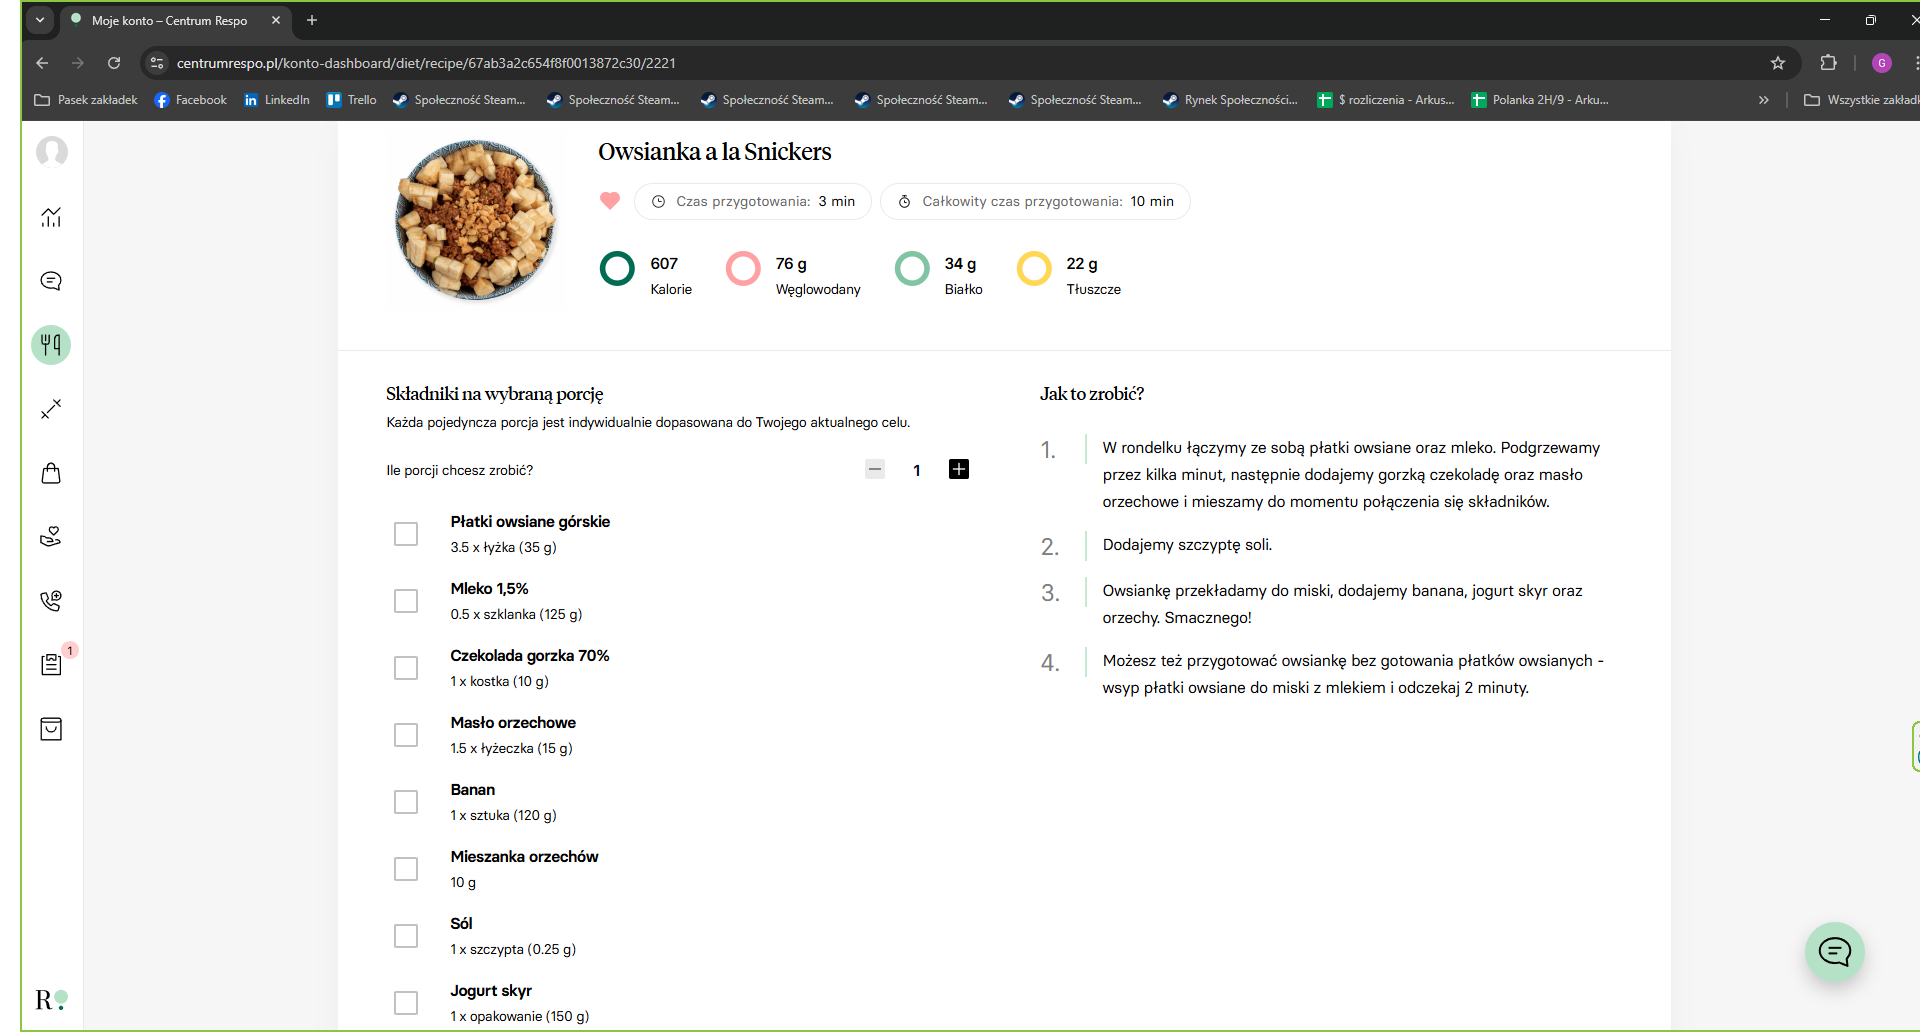 Moje konto – Centrum Respo
centrumrespo.pl/konto-dashboard/diet/recipe/67ab3a2c654f8f0013872c30/2221
G
Pasek zakładek
Facebook
LinkedIn
Trello
Społeczność Steam...
Społeczność Steam...
Społeczność Steam...
Społeczność Steam...
Społeczność Steam...
Rynek Społeczności...
$ rozliczenia - Arkus...
Polanka 2H/9 - Arku...
Wszystkie zakładk
Owsianka a la Snickers
Czas przygotowania: 3 min
Całkowity czas przygotowania: 10 min
607
Kalorie
76 g
Węglowodany
34 g
Białko
22 g
Tłuszcze
Składniki na wybraną porcję
Każda pojedyncza porcja jest indywidualnie dopasowana do Twojego aktualnego celu.
Ile porcji chcesz zrobić?
1
Płatki owsiane górskie
3.5 x łyżka (35 g)
Mleko 1,5%
0.5 x szklanka (125 g)
Czekolada gorzka 70%
1 x kostka (10 g)
Masło orzechowe
1.5 x łyżeczka (15 g)
Banan
1 x sztuka (120 g)
Mieszanka orzechów
10 g
Sól
1 x szczypta (0.25 g)
Jogurt skyr
1 x opakowanie (150 g)
Jak to zrobić?
1.
W rondelku łączymy ze sobą płatki owsiane oraz mleko. Podgrzewamy
przez kilka minut, następnie dodajemy gorzką czekoladę oraz masło
orzechowe i mieszamy do momentu połączenia się składników.
2.
Dodajemy szczyptę soli.
3.
Owsiankę przekładamy do miski, dodajemy banana, jogurt skyr oraz
orzechy. Smacznego!
4.
Możesz też przygotować owsiankę bez gotowania płatków owsianych -
wsyp płatki owsiane do miski z mlekiem i odczekaj 2 minuty.
1
R